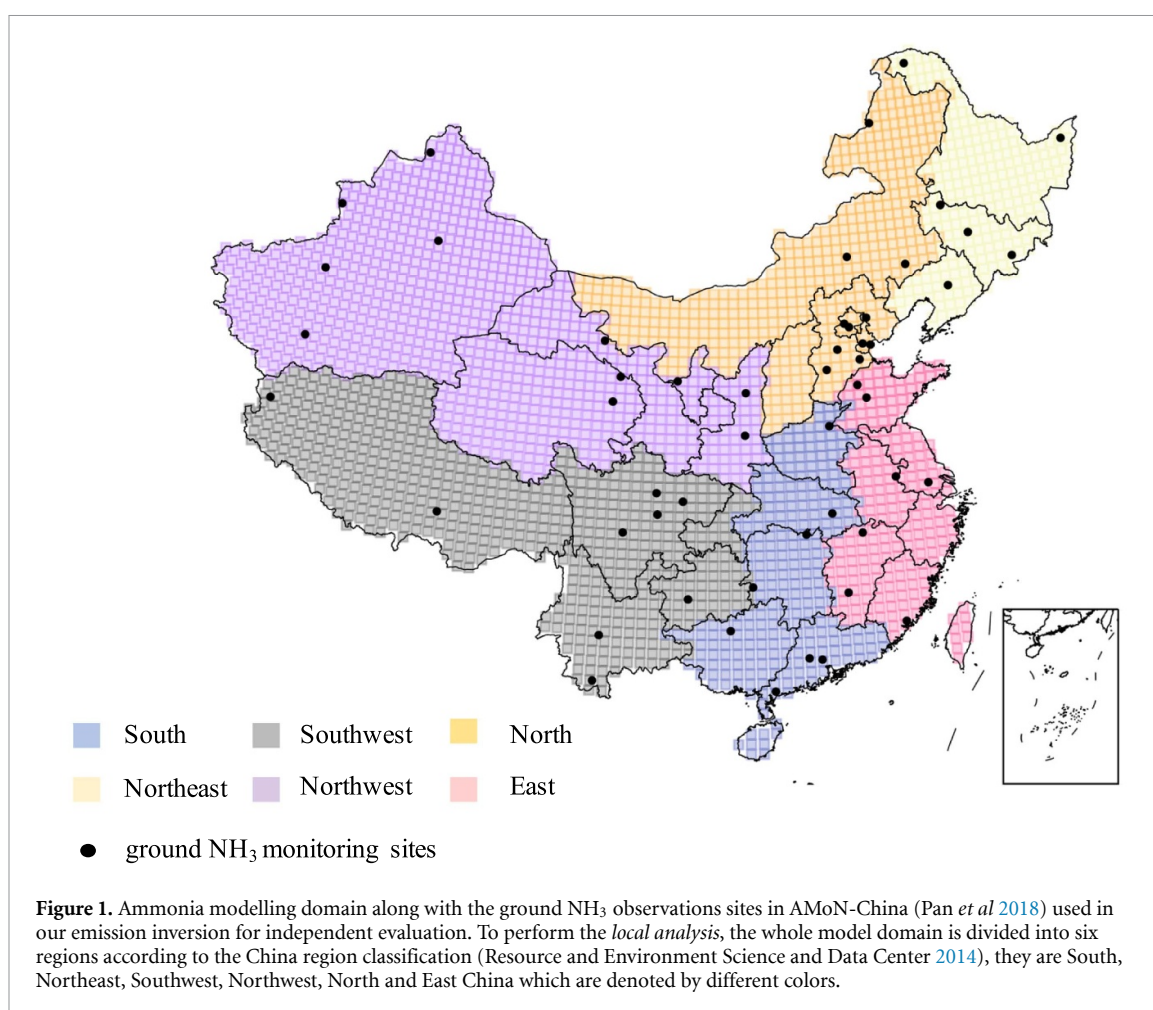 South Southwest North
Northeast Northwest East
ground NH₃ monitoring sites
Figure 1. Ammonia modelling domain along with the ground NH₃ observations sites in AMoN-China (Pan et al 2018) used in
our emission inversion for independent evaluation. To perform the local analysis, the whole model domain is divided into six
regions according to the China region classification (Resource and Environment Science and Data Center 2014), they are South,
Northeast, Southwest, Northwest, North and East China which are denoted by different colors.